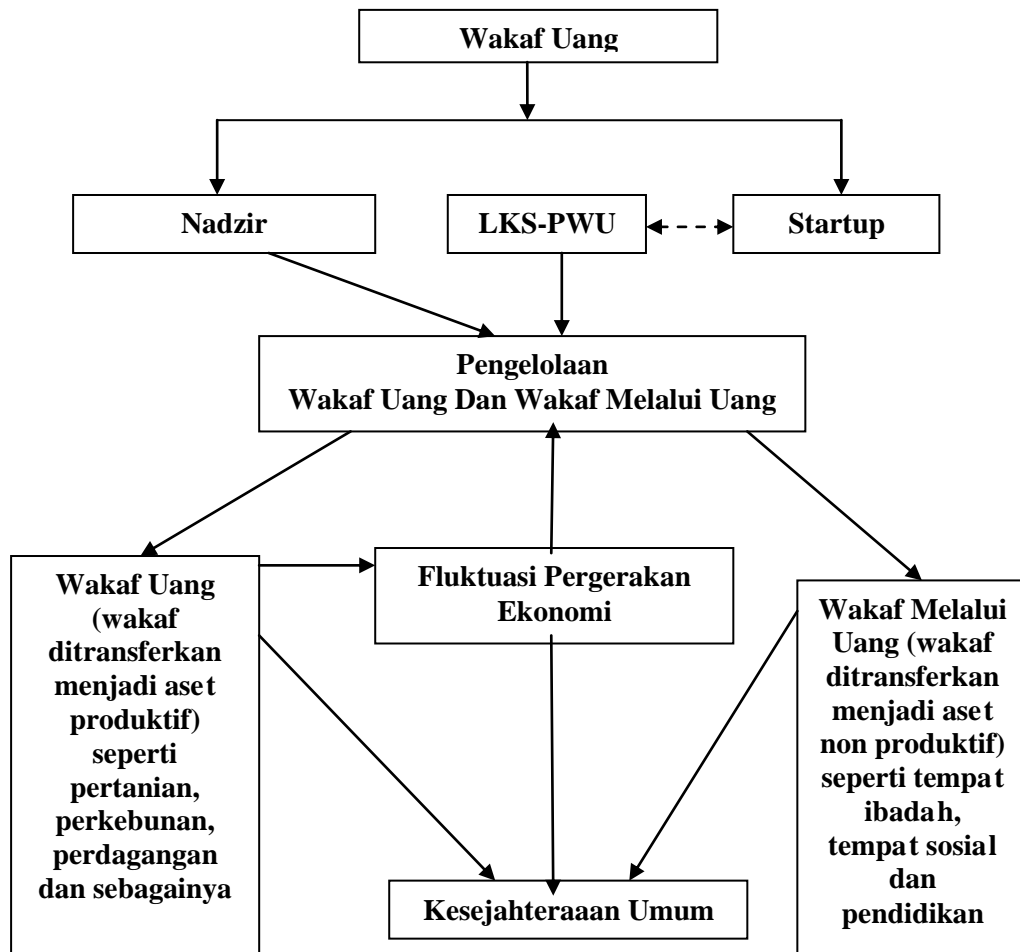 Wakaf Uang
Nadzir
LKS-PWU
Startup
Pengelolaan
Wakaf Uang Dan Wakaf Melalui Uang
Wakaf Uang
(wakaf
ditransferkan
menjadi aset
produktif)
seperti
pertanian,
perkebunan,
perdagangan
dan sebagainya
Fluktuasi Pergerakan
Ekonomi
Wakaf Melalui
Uang (wakaf
ditransferkan
menjadi aset
non produktif)
seperti tempat
ibadah,
tempat sosial
dan
pendidikan
Kesejahteraaan Umum